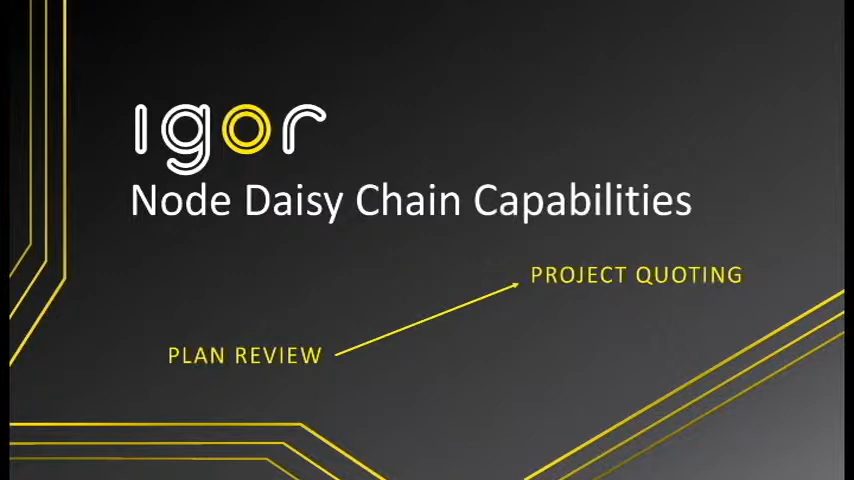 Igor
Node Daisy Chain Capabilities
PROJECT QUOTING
PLAN REVIEW